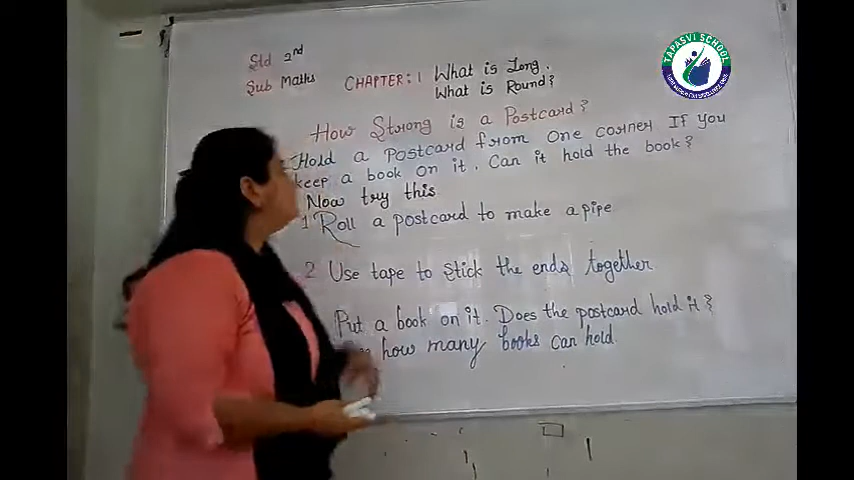 Std 2nd
Sub Maths
CHAPTER: 1 What is Long.
What is Round?
How Strong is a Postcard?
Hold a postcard from one corner If you
keep a book on it. Can it hold the book?
Now try this
1 Roll a postcard to make a pipe
2 Use tape to stick the ends together
Put a book on it. Does the postcard hold it?
how many books can hold.
TAPASVI SCHOOL